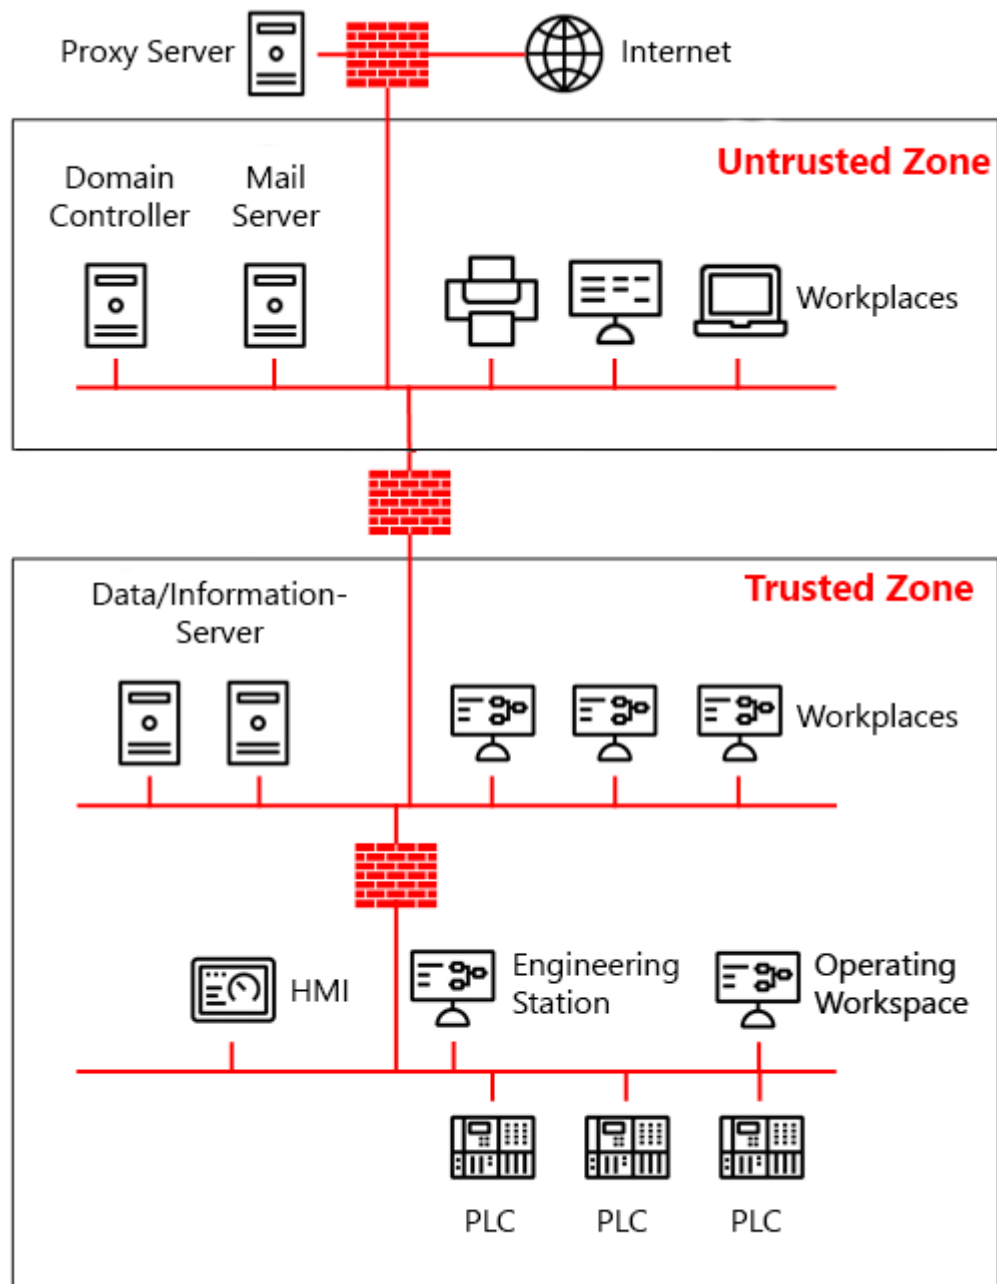 Proxy Server
Internet
Untrusted Zone
Domain
Controller
Mail
Server
Workplaces
Trusted Zone
Data/Information-
Server
Workplaces
HMI
Engineering
Station
Operating
Workspace
PLC
PLC
PLC